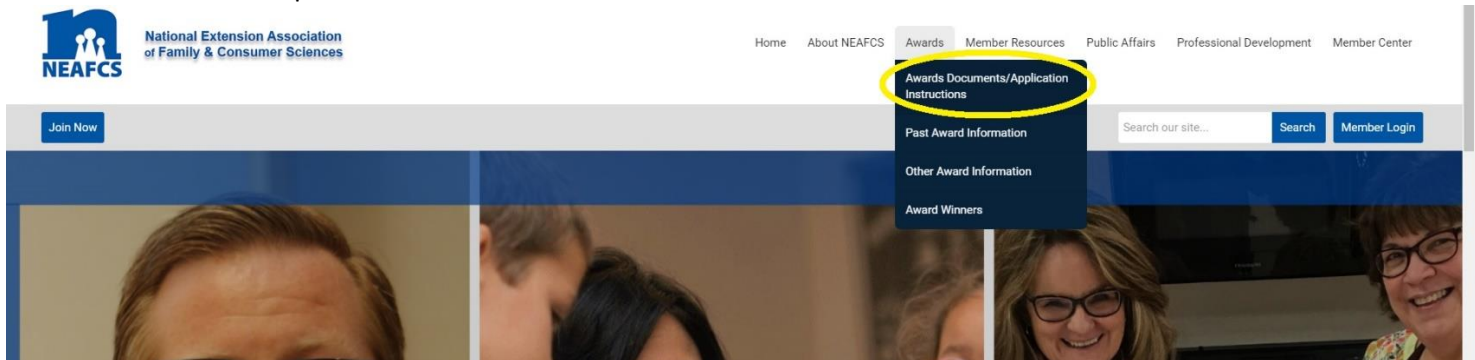 National Extension Association
of Family & Consumer Sciences
NEAFCS
Home About NEAFCS Awards Member Resources Public Affairs Professional Development Member Center
Awards Documents/Application
Instructions
Past Award Information
Other Award Information
Award Winners
Join Now
Search our site... Search Member Login